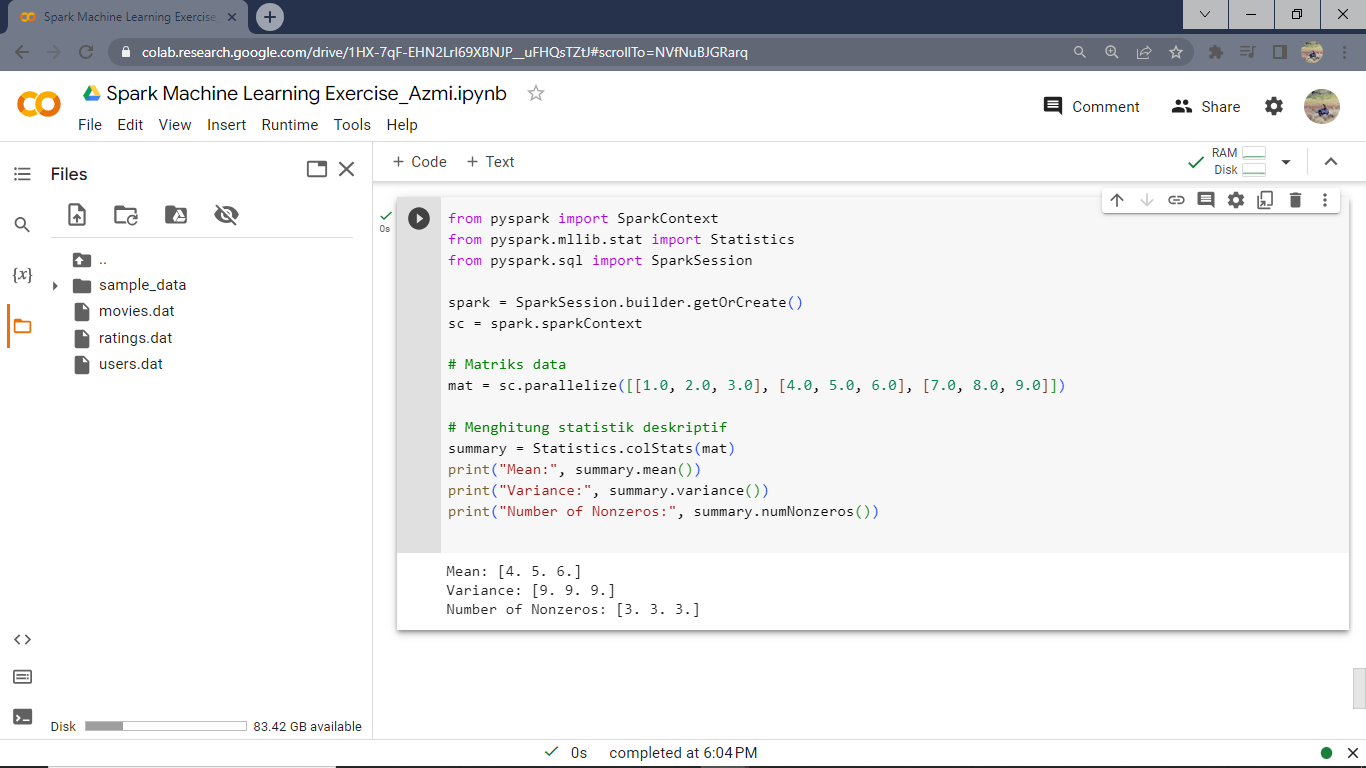 Spark Machine Learning Exercise
colab.research.google.com/drive/1HX-7qF-EHN2LrI69XBNJP__uFHQsTZtJ#scrollTo=NVfNuBJGRarq
Spark Machine Learning Exercise_Azmi.ipynb
Comment
Share
File Edit View Insert Runtime Tools Help
Files
+ Code + Text
RAM
Disk
..
sample_data
movies.dat
ratings.dat
users.dat
{x}
0s
from pyspark import SparkContext
from pyspark.mllib.stat import Statistics
from pyspark.sql import SparkSession
spark = SparkSession.builder.getOrCreate()
sc = spark.sparkContext
# Matriks data
mat = sc.parallelize([[1.0, 2.0, 3.0], [4.0, 5.0, 6.0], [7.0, 8.0, 9.0]])
# Menghitung statistik deskriptif
summary = Statistics.colStats(mat)
print("Mean:", summary.mean())
print("Variance:", summary.variance())
print("Number of Nonzeros:", summary.numNonzeros())
Mean: [4. 5. 6.]
Variance: [9. 9. 9.]
Number of Nonzeros: [3. 3. 3.]
Disk 83.42 GB available
0s completed at 6:04 PM